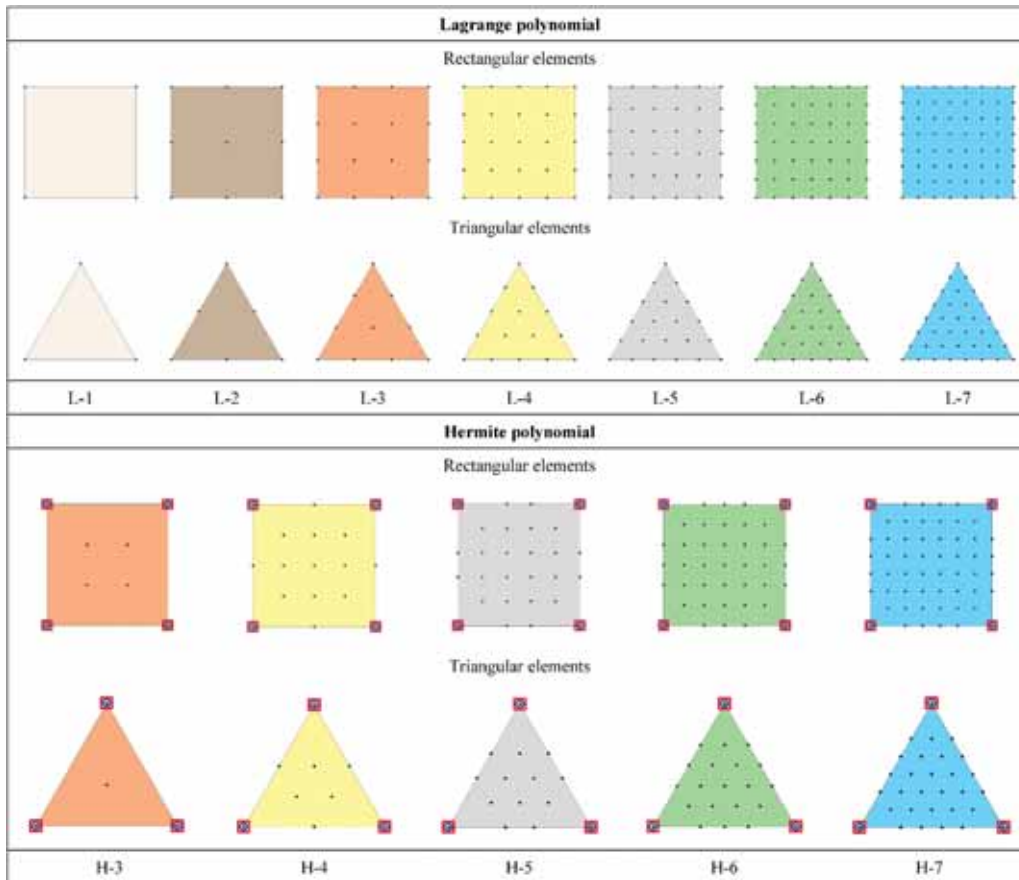 Lagrange polynomial
Rectangular elements
Triangular elements
L-1 L-2 L-3 L-4 L-5 L-6 L-7
Hermite polynomial
Rectangular elements
Triangular elements
H-3 H-4 H-5 H-6 H-7